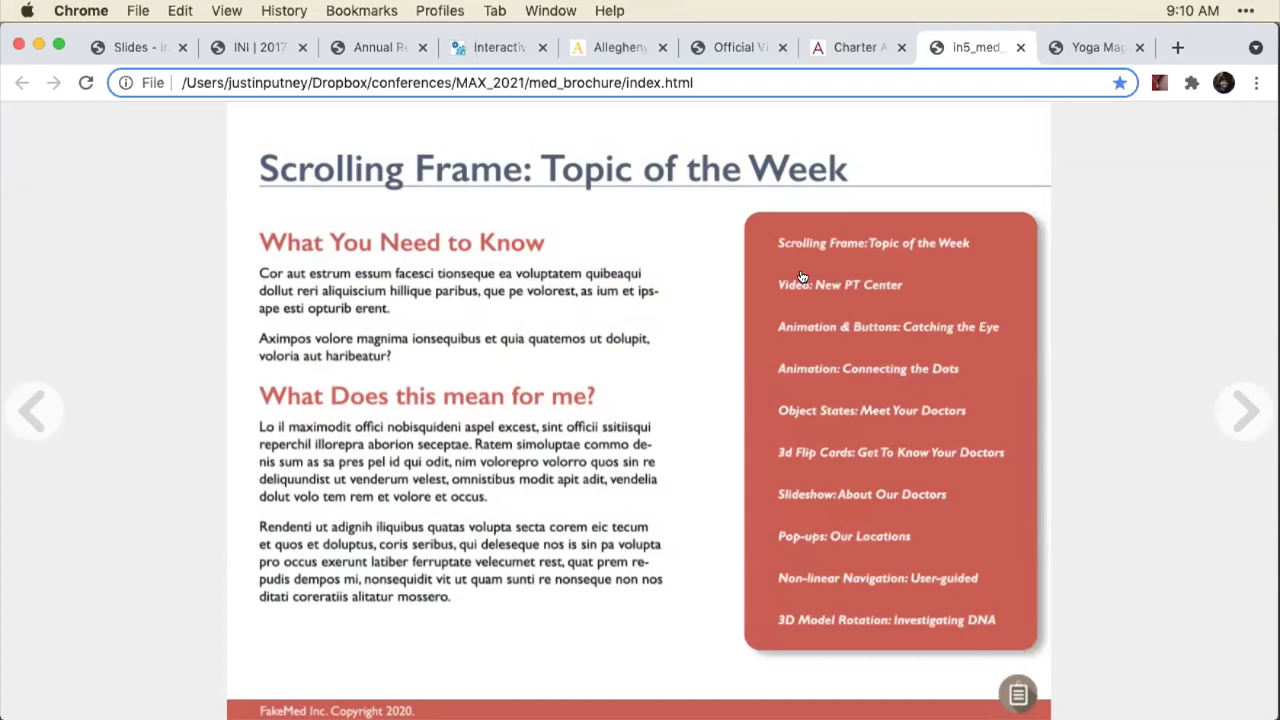 Chrome File Edit View History Bookmarks Profiles Tab Window Help 9:10 AM
Slides - in INI | 2017 Annual Re Interactiv Alleghen Official Vi Charter A in5_med_ Yoga Mag
File /Users/justinputney/Dropbox/conferences/MAX_2021/med_brochure/index.html
Scrolling Frame: Topic of the Week
What You Need to Know
Cor aut estrum essum facesci tionseque ea voluptatem quibeaqui
dollut reri aliquiscium hillique paribus, que pe volorest, as ium et ips-
ape esti opturib erent.
Aximpos volore magnima ionsequibus et quia quatemos ut dolupit,
voloria aut haribeatur?
What Does this mean for me?
Lo il maximodit offici nobisquideni aspel excest, sint officii ssitiisqui
reperchil illorepra aborion seceptae. Ratem simoluptae commo de-
nis sum as sa pres pel id qui odit, nim volorepro volorro quos sin re
deliquundist ut venderum velest, omnistibus modit apit adit, vendelia
dolut volo tem rem et volore et occus.
Rendenti ut adignih iliquibus quatas volupta secta corem eic tecum
et quos et doluptus, coris seribus, qui deleseque nos is sin pa volupta
pro occus exerunt latiber ferruptate velecumet rest, quat prem re-
pudis dempos mi, nonsequidit vit ut quam sunti re nonseque non nos
ditati coreratiis alitatur mossero.
Scrolling Frame: Topic of the Week
Video: New PT Center
Animation & Buttons: Catching the Eye
Animation: Connecting the Dots
Object States: Meet Your Doctors
3d Flip Cards: Get To Know Your Doctors
Slideshow: About Our Doctors
Pop-ups: Our Locations
Non-linear Navigation: User-guided
3D Model Rotation: Investigating DNA
FakeMed Inc. Copyright 2020.